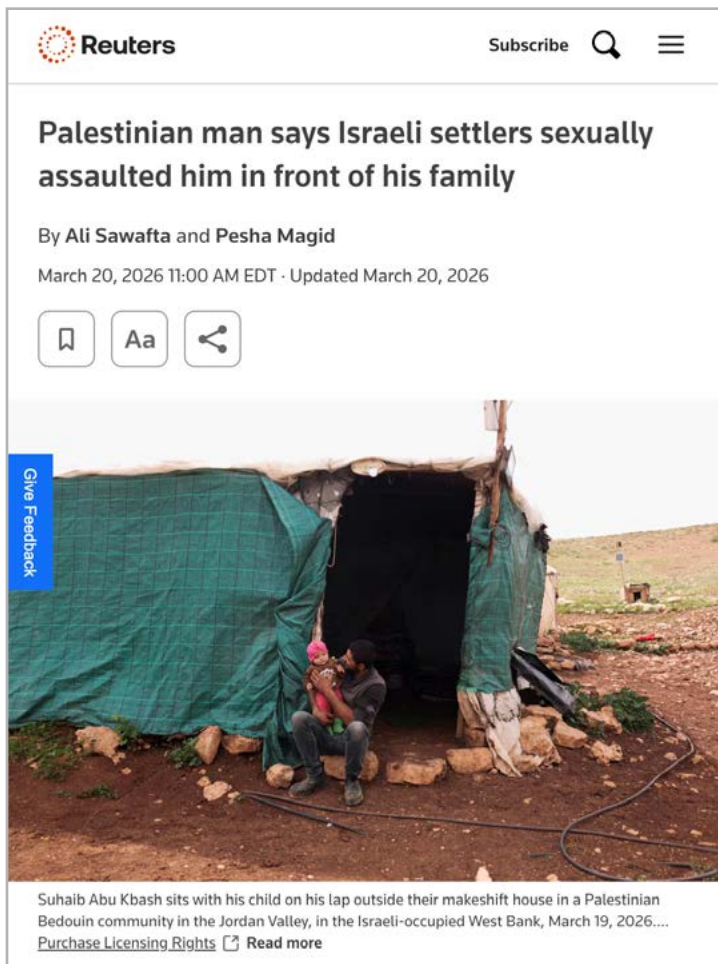 Reuters
Subscribe
Palestinian man says Israeli settlers sexually
assaulted him in front of his family
By Ali Sawafta and Pesha Magid
March 20, 2026 11:00 AM EDT · Updated March 20, 2026
Aa
Give Feedback
Suhaib Abu Kbash sits with his child on his lap outside their makeshift house in a Palestinian
Bedouin community in the Jordan Valley, in the Israeli-occupied West Bank, March 19, 2026....
Purchase Licensing Rights Read more